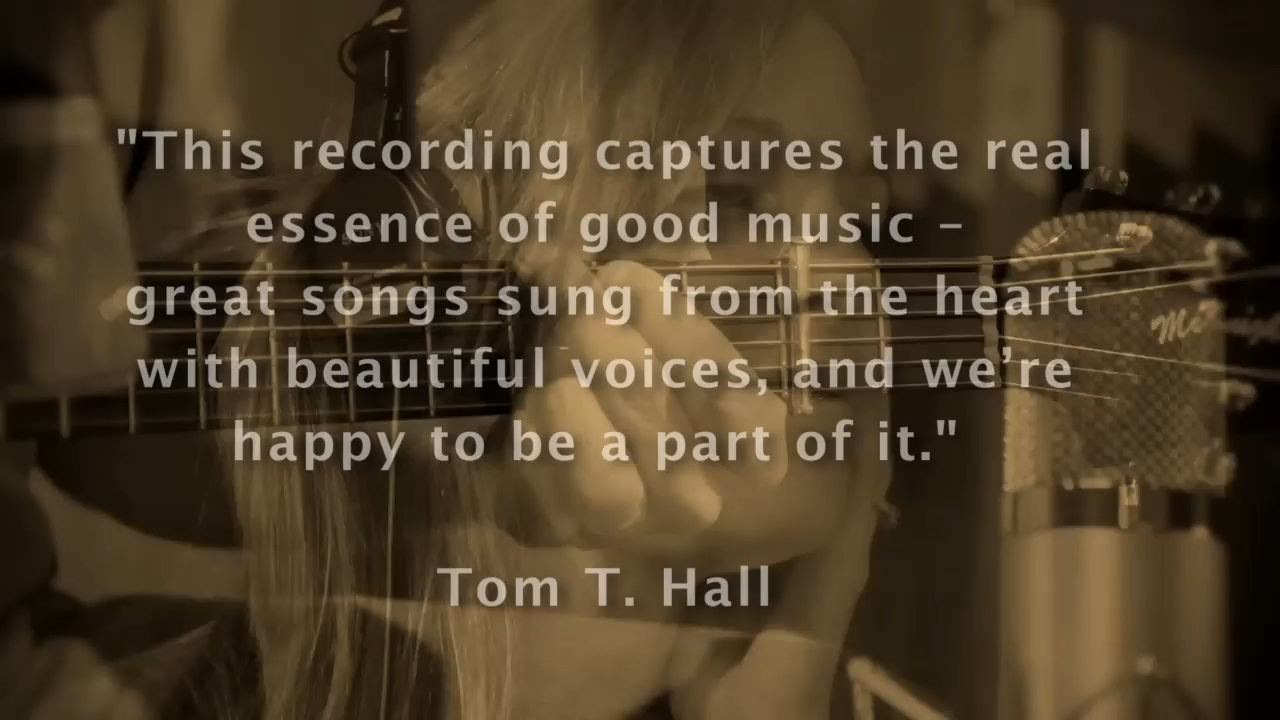 "This recording captures the real
essence of good music –
great songs sung from the heart
with beautiful voices, and we’re
happy to be a part of it."
Tom T. Hall